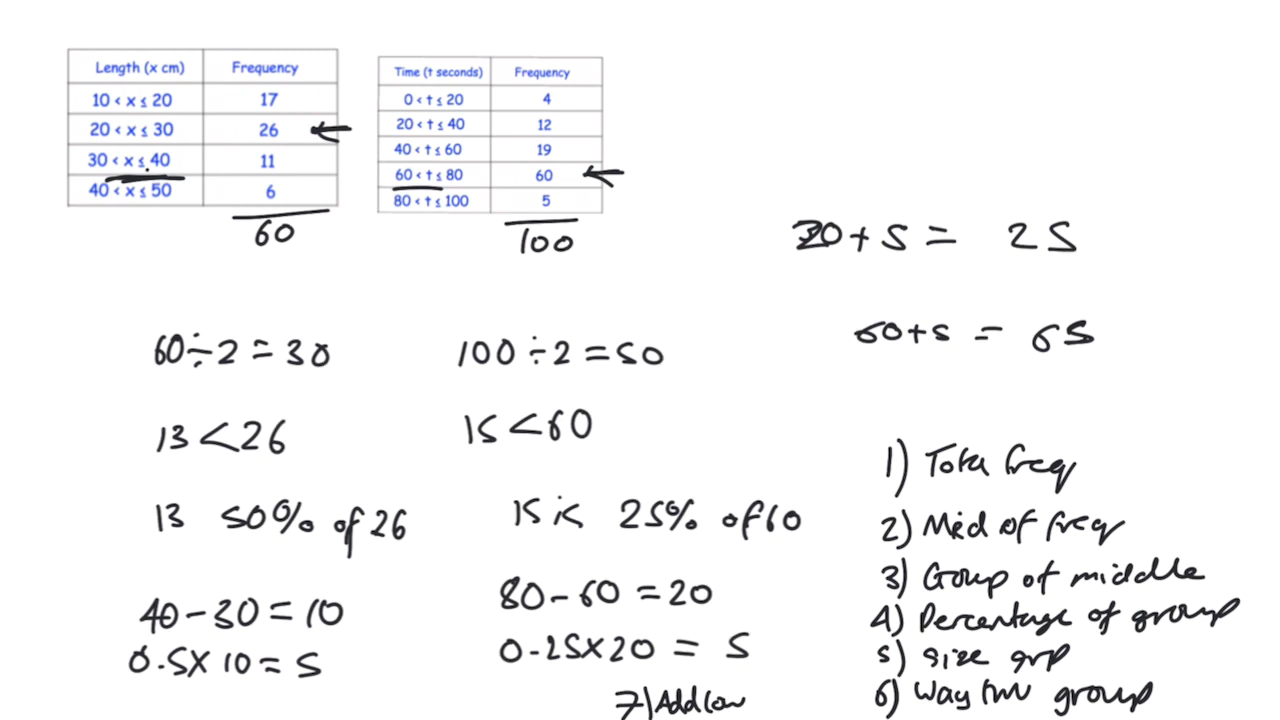 Length (x cm) Frequency
10 < x ≤ 20 17
20 < x ≤ 30 26
30 < x ≤ 40 11
40 < x ≤ 50 6
60
Time (t seconds) Frequency
0 < t ≤ 20 4
20 < t ≤ 40 12
40 < t ≤ 60 19
60 < t ≤ 80 60
80 < t ≤ 100 5
100
20 + 5 = 25
60 + 5 = 65
60 ÷ 2 = 30
13 < 26
13 50% of 26
40 - 30 = 10
0.5 x 10 = 5
100 ÷ 2 = 50
15 < 60
15 is 25% of 60
80 - 60 = 20
0.25 x 20 = 5
1) Total freq
2) Mid of freq
3) Group of middle
4) Percentage of group
5) size grp
6) Way group
7) Add low